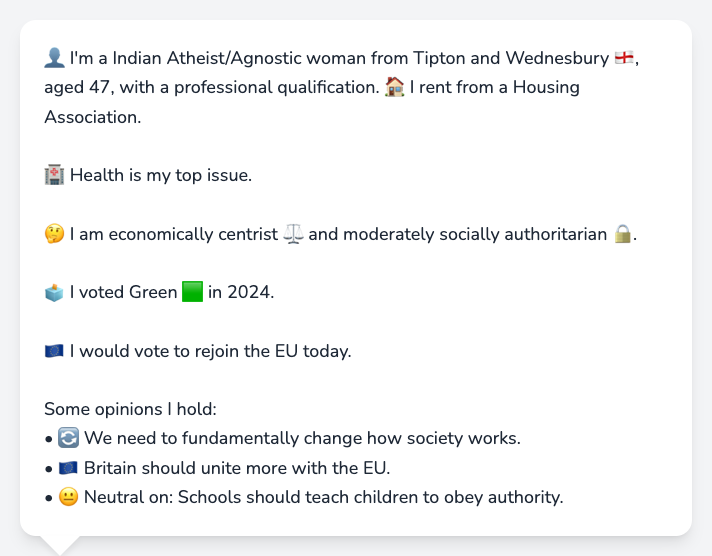 👤 I'm a Indian Atheist/Agnostic woman from Tipton and Wednesbury 🏴󠁧󠁢󠁥󠁮󠁧󠁿,
aged 47, with a professional qualification. 🏠 I rent from a Housing
Association.
🏥 Health is my top issue.
🤔 I am economically centrist ⚖️ and moderately socially authoritarian 🔒.
🗳️ I voted Green 🟩 in 2024.
🇪🇺 I would vote to rejoin the EU today.
Some opinions I hold:
• 🔄 We need to fundamentally change how society works.
• 🇪🇺 Britain should unite more with the EU.
• 😐 Neutral on: Schools should teach children to obey authority.